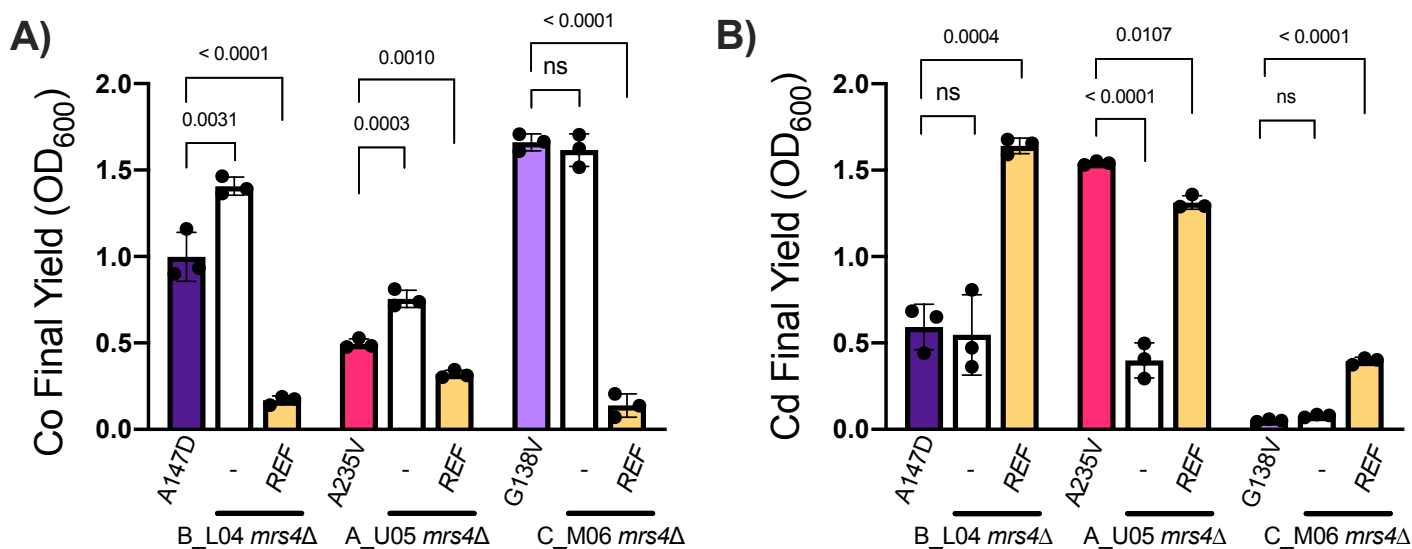 A)
Co Final Yield (OD600)
2.0
1.5
1.0
0.5
0.0
< 0.0001
0.0031
0.0010
0.0003
< 0.0001
ns
A147D
-
REF
A235V
-
REF
G138V
-
REF
B_L04 mrs4Δ
A_U05 mrs4Δ
C_M06 mrs4Δ
B)
Cd Final Yield (OD600)
2.0
1.5
1.0
0.5
0.0
0.0004
ns
0.0107
< 0.0001
< 0.0001
ns
A147D
-
REF
A235V
-
REF
G138V
-
REF
B_L04 mrs4Δ
A_U05 mrs4Δ
C_M06 mrs4Δ